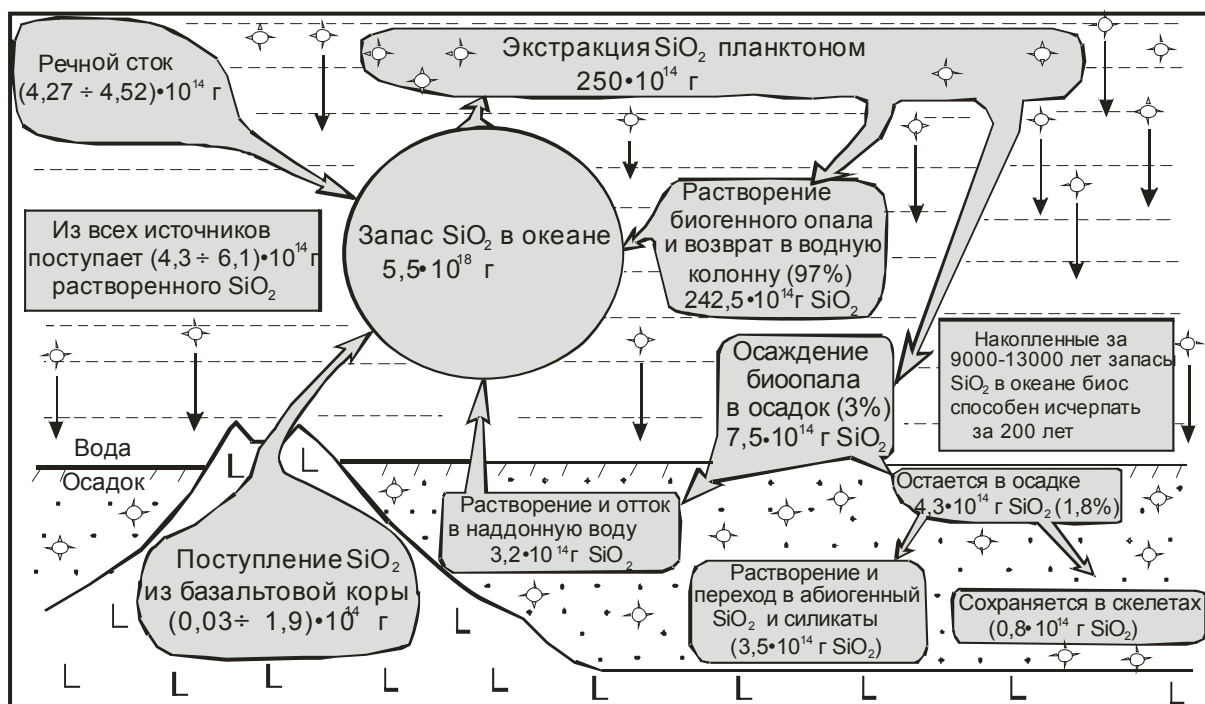 Речной сток
(4,27 ÷ 4,52)•10¹⁴ г
Экстракция SiO₂ планктоном
250•10¹⁴ г
Из всех источников
поступает (4,3 ÷ 6,1)•10¹⁴г
растворенного SiO₂
Запас SiO₂ в океане
5,5•10¹⁸ г
Растворение
биогенного опала
и возврат в водную
колонну (97%)
242,5•10¹⁴г SiO₂
Осаждение
биоопала
в осадок (3%)
7,5•10¹⁴ г SiO₂
Накопленные за
9000-13000 лет запасы
SiO₂ в океане биос
способен исчерпать
за 200 лет
Вода
Осадок
Растворение и отток
в наддонную воду
3,2•10¹⁴г SiO₂
Остается в осадке
4,3•10¹⁴ г SiO₂ (1,8%)
Поступление SiO₂
из базальтовой коры
(0,03÷ 1,9)•10¹⁴ г
Растворение и
переход в абиогенный
SiO₂ и силикаты
(3,5•10¹⁴ г SiO₂)
Сохраняется в скелетах
(0,8•10¹⁴ г SiO₂)